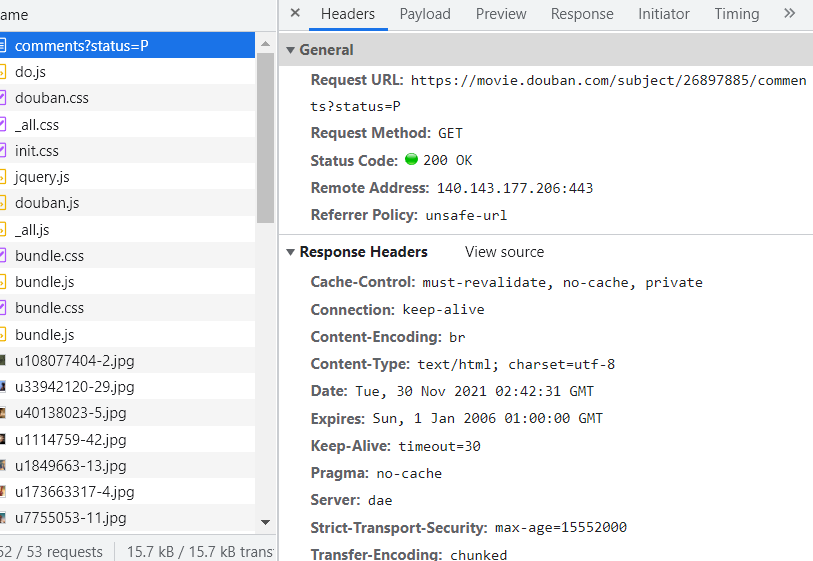 ame
comments?status=P
do.js
douban.css
_all.css
init.css
jquery.js
douban.js
_all.js
bundle.css
bundle.js
bundle.css
bundle.js
u108077404-2.jpg
u33942120-29.jpg
u40138023-5.jpg
u1114759-42.jpg
u1849663-13.jpg
u173663317-4.jpg
u7755053-11.jpg
52 / 53 requests 15.7 kB / 15.7 kB trans
× Headers Payload Preview Response Initiator Timing »
General
Request URL: https://movie.douban.com/subject/26897885/commen
ts?status=P
Request Method: GET
Status Code: 200 OK
Remote Address: 140.143.177.206:443
Referrer Policy: unsafe-url
Response Headers View source
Cache-Control: must-revalidate, no-cache, private
Connection: keep-alive
Content-Encoding: br
Content-Type: text/html; charset=utf-8
Date: Tue, 30 Nov 2021 02:42:31 GMT
Expires: Sun, 1 Jan 2006 01:00:00 GMT
Keep-Alive: timeout=30
Pragma: no-cache
Server: dae
Strict-Transport-Security: max-age=15552000
Transfer-Encoding: chunked